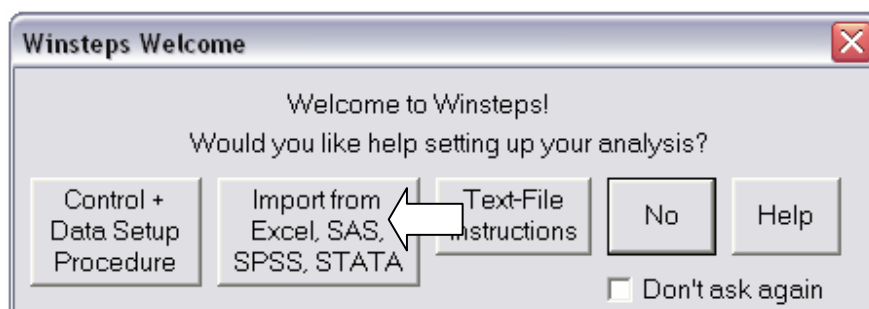 Winsteps Welcome
Welcome to Winsteps!
Would you like help setting up your analysis?
Control +
Data Setup
Procedure
Import from
Excel, SAS,
SPSS, STATA
Text-File
Instructions
No
Help
Don't ask again